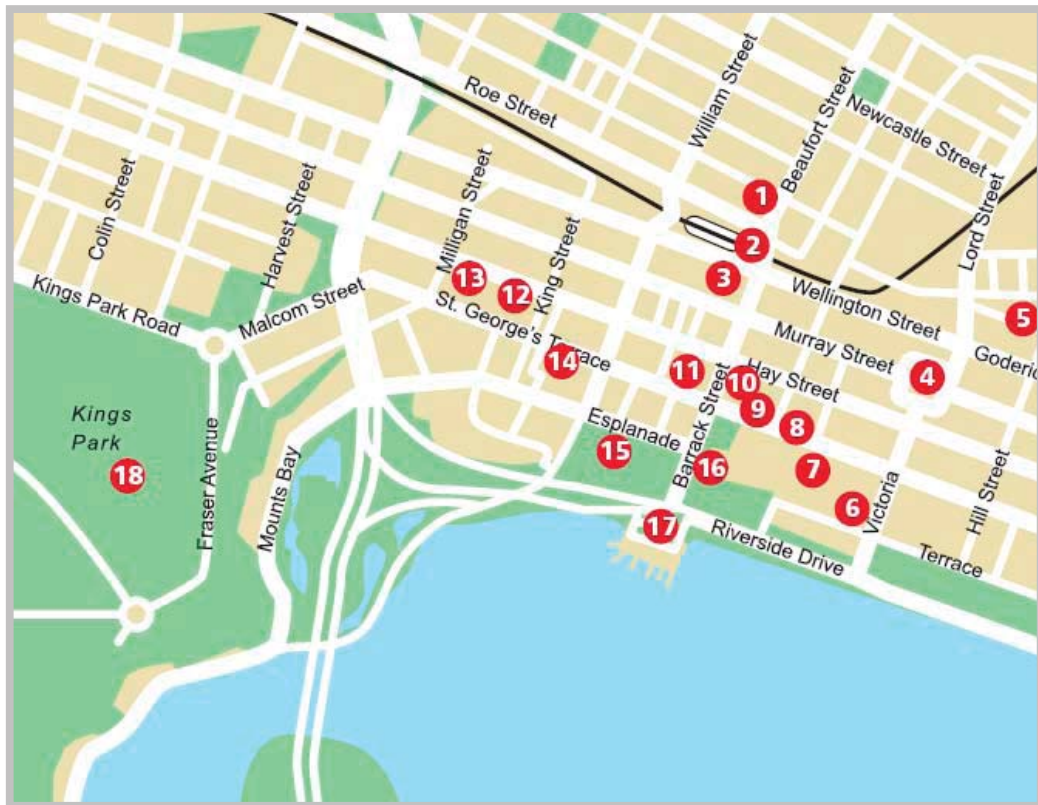 Roe Street
William Street
Beaufort Street
Newcastle Street
Lord Street
Colin Street
Harvest Street
Milligan Street
King Street
1
2
3
13
12
Kings Park Road
Malcom Street
St. George's Terrace
Wellington Street
Murray Street
Hay Street
5
Goderic
4
14
11
10
9
8
Kings
Park
18
Fraser Avenue
Mounts Bay
Esplanade
15
Barrack Street
16
7
6
Victoria
Hill Street
17
Riverside Drive
Terrace